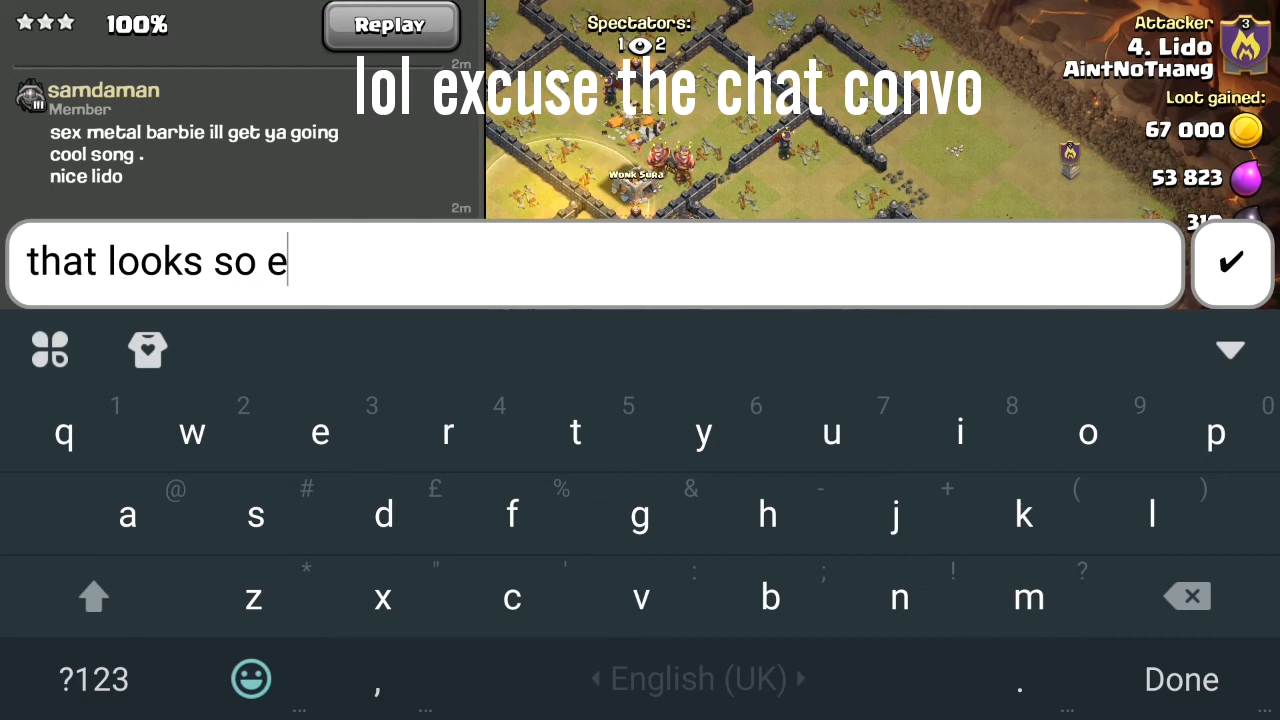 100%
Replay
2m
samdaman
Member
sex metal barbie ill get ya going
cool song .
nice lido
2m
Spectators:
1 2
lol excuse the chat convo
Attacker
3
4. Lido
AintNoThang
Loot gained:
67 000
53 823
Wonk Sura
that looks so e
1 2 3 4 5 6 7 8 9 0
q w e r t y u i o p
@ # £ % & - + ( )
a s d f g h j k l
* " ' : ; ! ?
z x c v b n m
?123 , English (UK) . Done